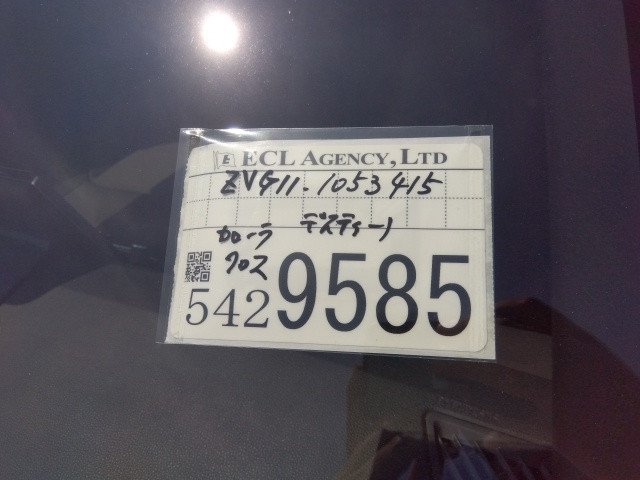 E ECL AGENCY, LTD
ZVG11-1053415
カローラ デスティーノ
クロス
5429585